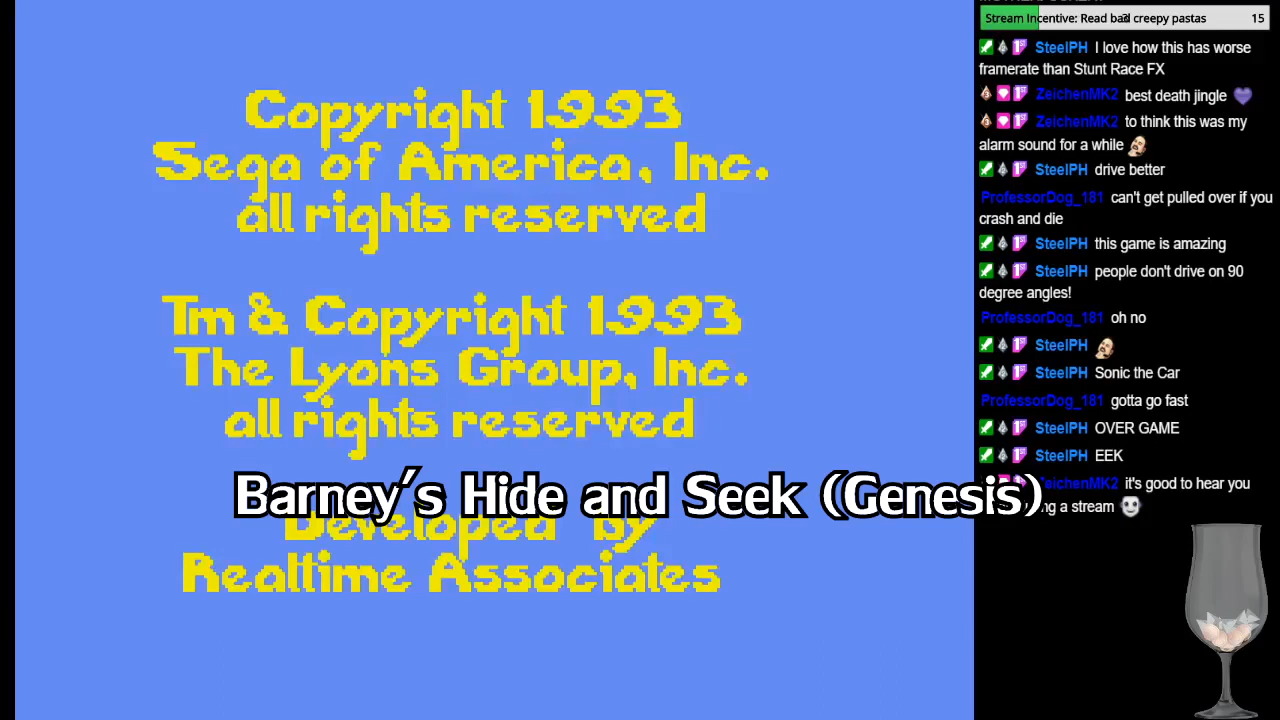 Copyright 1993
Sega of America, Inc.
all rights reserved
Tm & Copyright 1993
The Lyons Group, Inc.
all rights reserved
Barney's Hide and Seek (Genesis)
Developed by
Realtime Associates
Stream Incentive: Read bad creepy pastas
3
15
SteelPH I love how this has worse
framerate than Stunt Race FX
ZeichenMK2 best death jingle
ZeichenMK2 to think this was my
alarm sound for a while
SteelPH drive better
ProfessorDog_181 can't get pulled over if you
crash and die
SteelPH this game is amazing
SteelPH people don't drive on 90
degree angles!
ProfessorDog_181 oh no
SteelPH
SteelPH Sonic the Car
ProfessorDog_181 gotta go fast
SteelPH OVER GAME
SteelPH EEK
ZeichenMK2 it's good to hear you
a stream